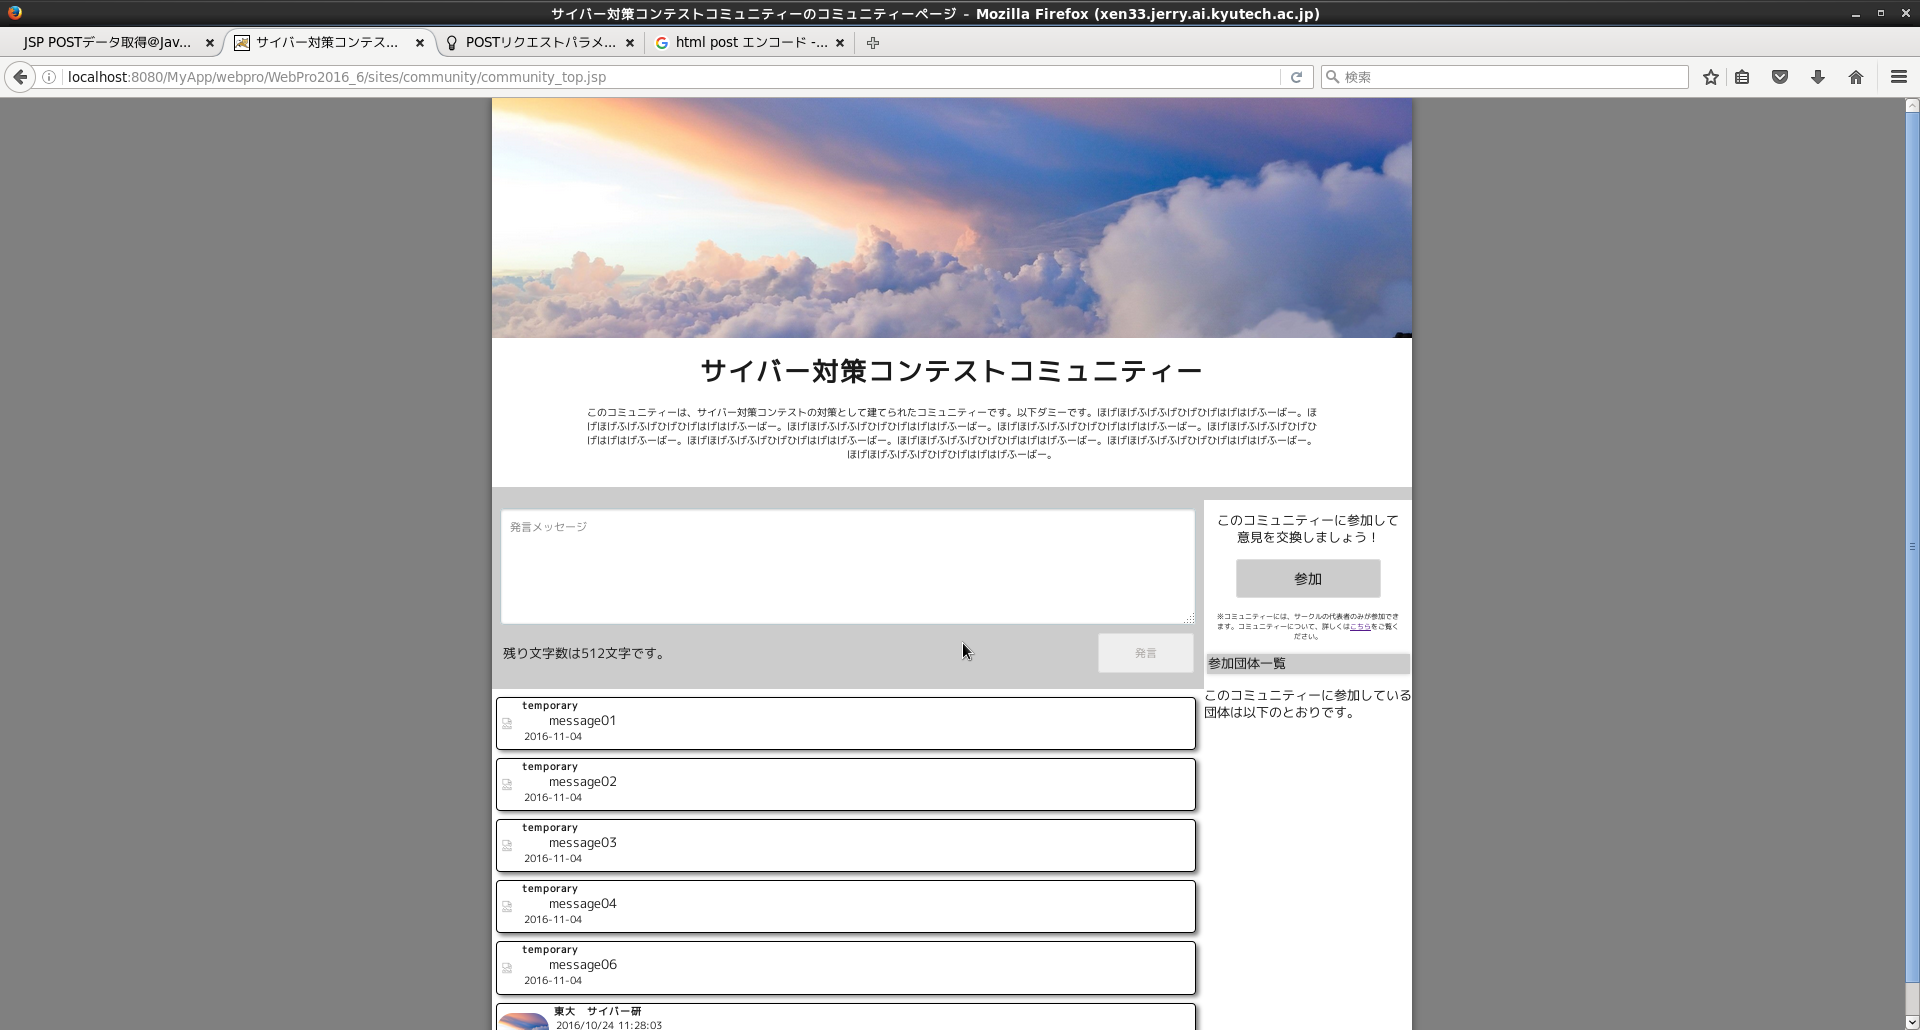 サイバー対策コンテストコミュニティーのコミュニティーページ - Mozilla Firefox (xen33.jerry.ai.kyutech.ac.jp)
JSP POSTデータ取得@Jav...
サイバー対策コンテス...
POSTリクエストパラメ...
html post エンコード -...
localhost:8080/MyApp/webpro/WebPro2016_6/sites/community/community_top.jsp
検索
サイバー対策コンテストコミュニティー
このコミュニティーは、サイバー対策コンテストの対策として建てられたコミュニティーです。以下ダミーです。ほげほげふげふげひげひげはげはげふーばー。ほ
げほげふげふげひげひげはげはげふーばー。ほげほげふげふげひげひげはげはげふーばー。ほげほげふげふげひげひげはげはげふーばー。ほげほげふげふげひげひ
げはげはげふーばー。ほげほげふげふげひげひげはげはげふーばー。ほげほげふげふげひげひげはげはげふーばー。ほげほげふげふげひげひげはげはげふーばー。
ほげほげふげふげひげひげはげはげふーばー。
発言メッセージ
残り文字数は512文字です。
発言
このコミュニティーに参加して
意見を交換しましょう！
参加
※コミュニティーには、サークルの代表者のみが参加でき
ます。コミュニティーについて、詳しくはこちらをご覧く
ださい。
参加団体一覧
このコミュニティーに参加している
団体は以下のとおりです。
temporary
message01
2016-11-04
temporary
message02
2016-11-04
temporary
message03
2016-11-04
temporary
message04
2016-11-04
temporary
message06
2016-11-04
東大　サイバー研
2016/10/24 11:28:03